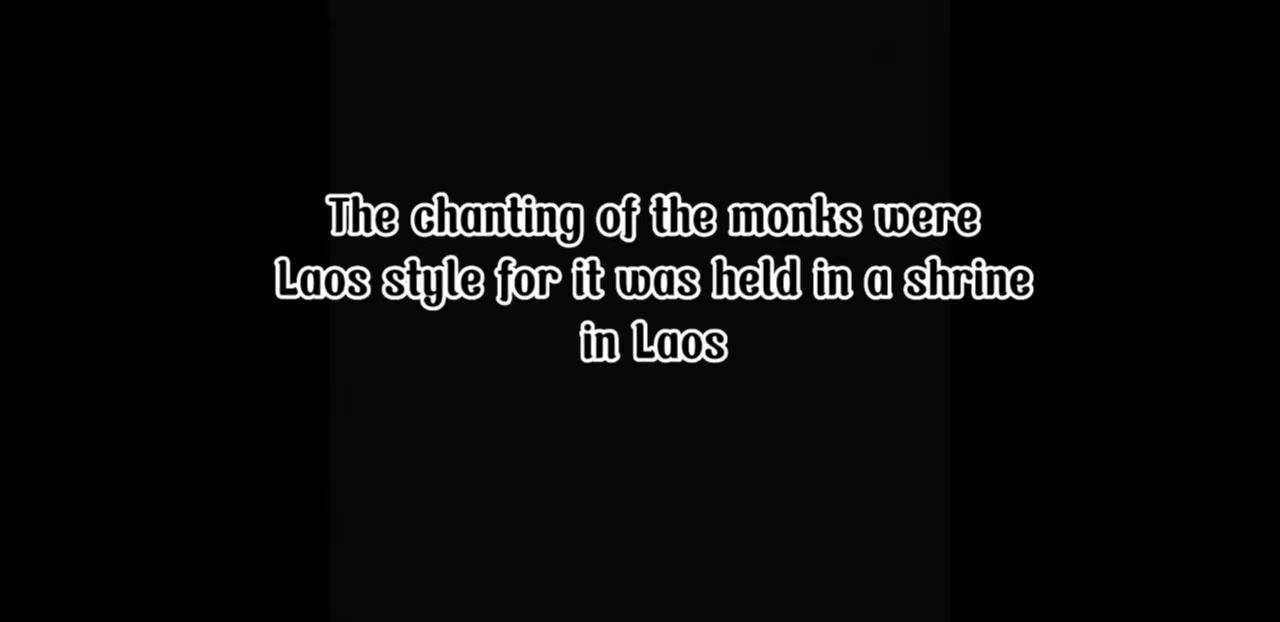 The chanting of the monks were
Laos style for it was held in a shrine
in Laos